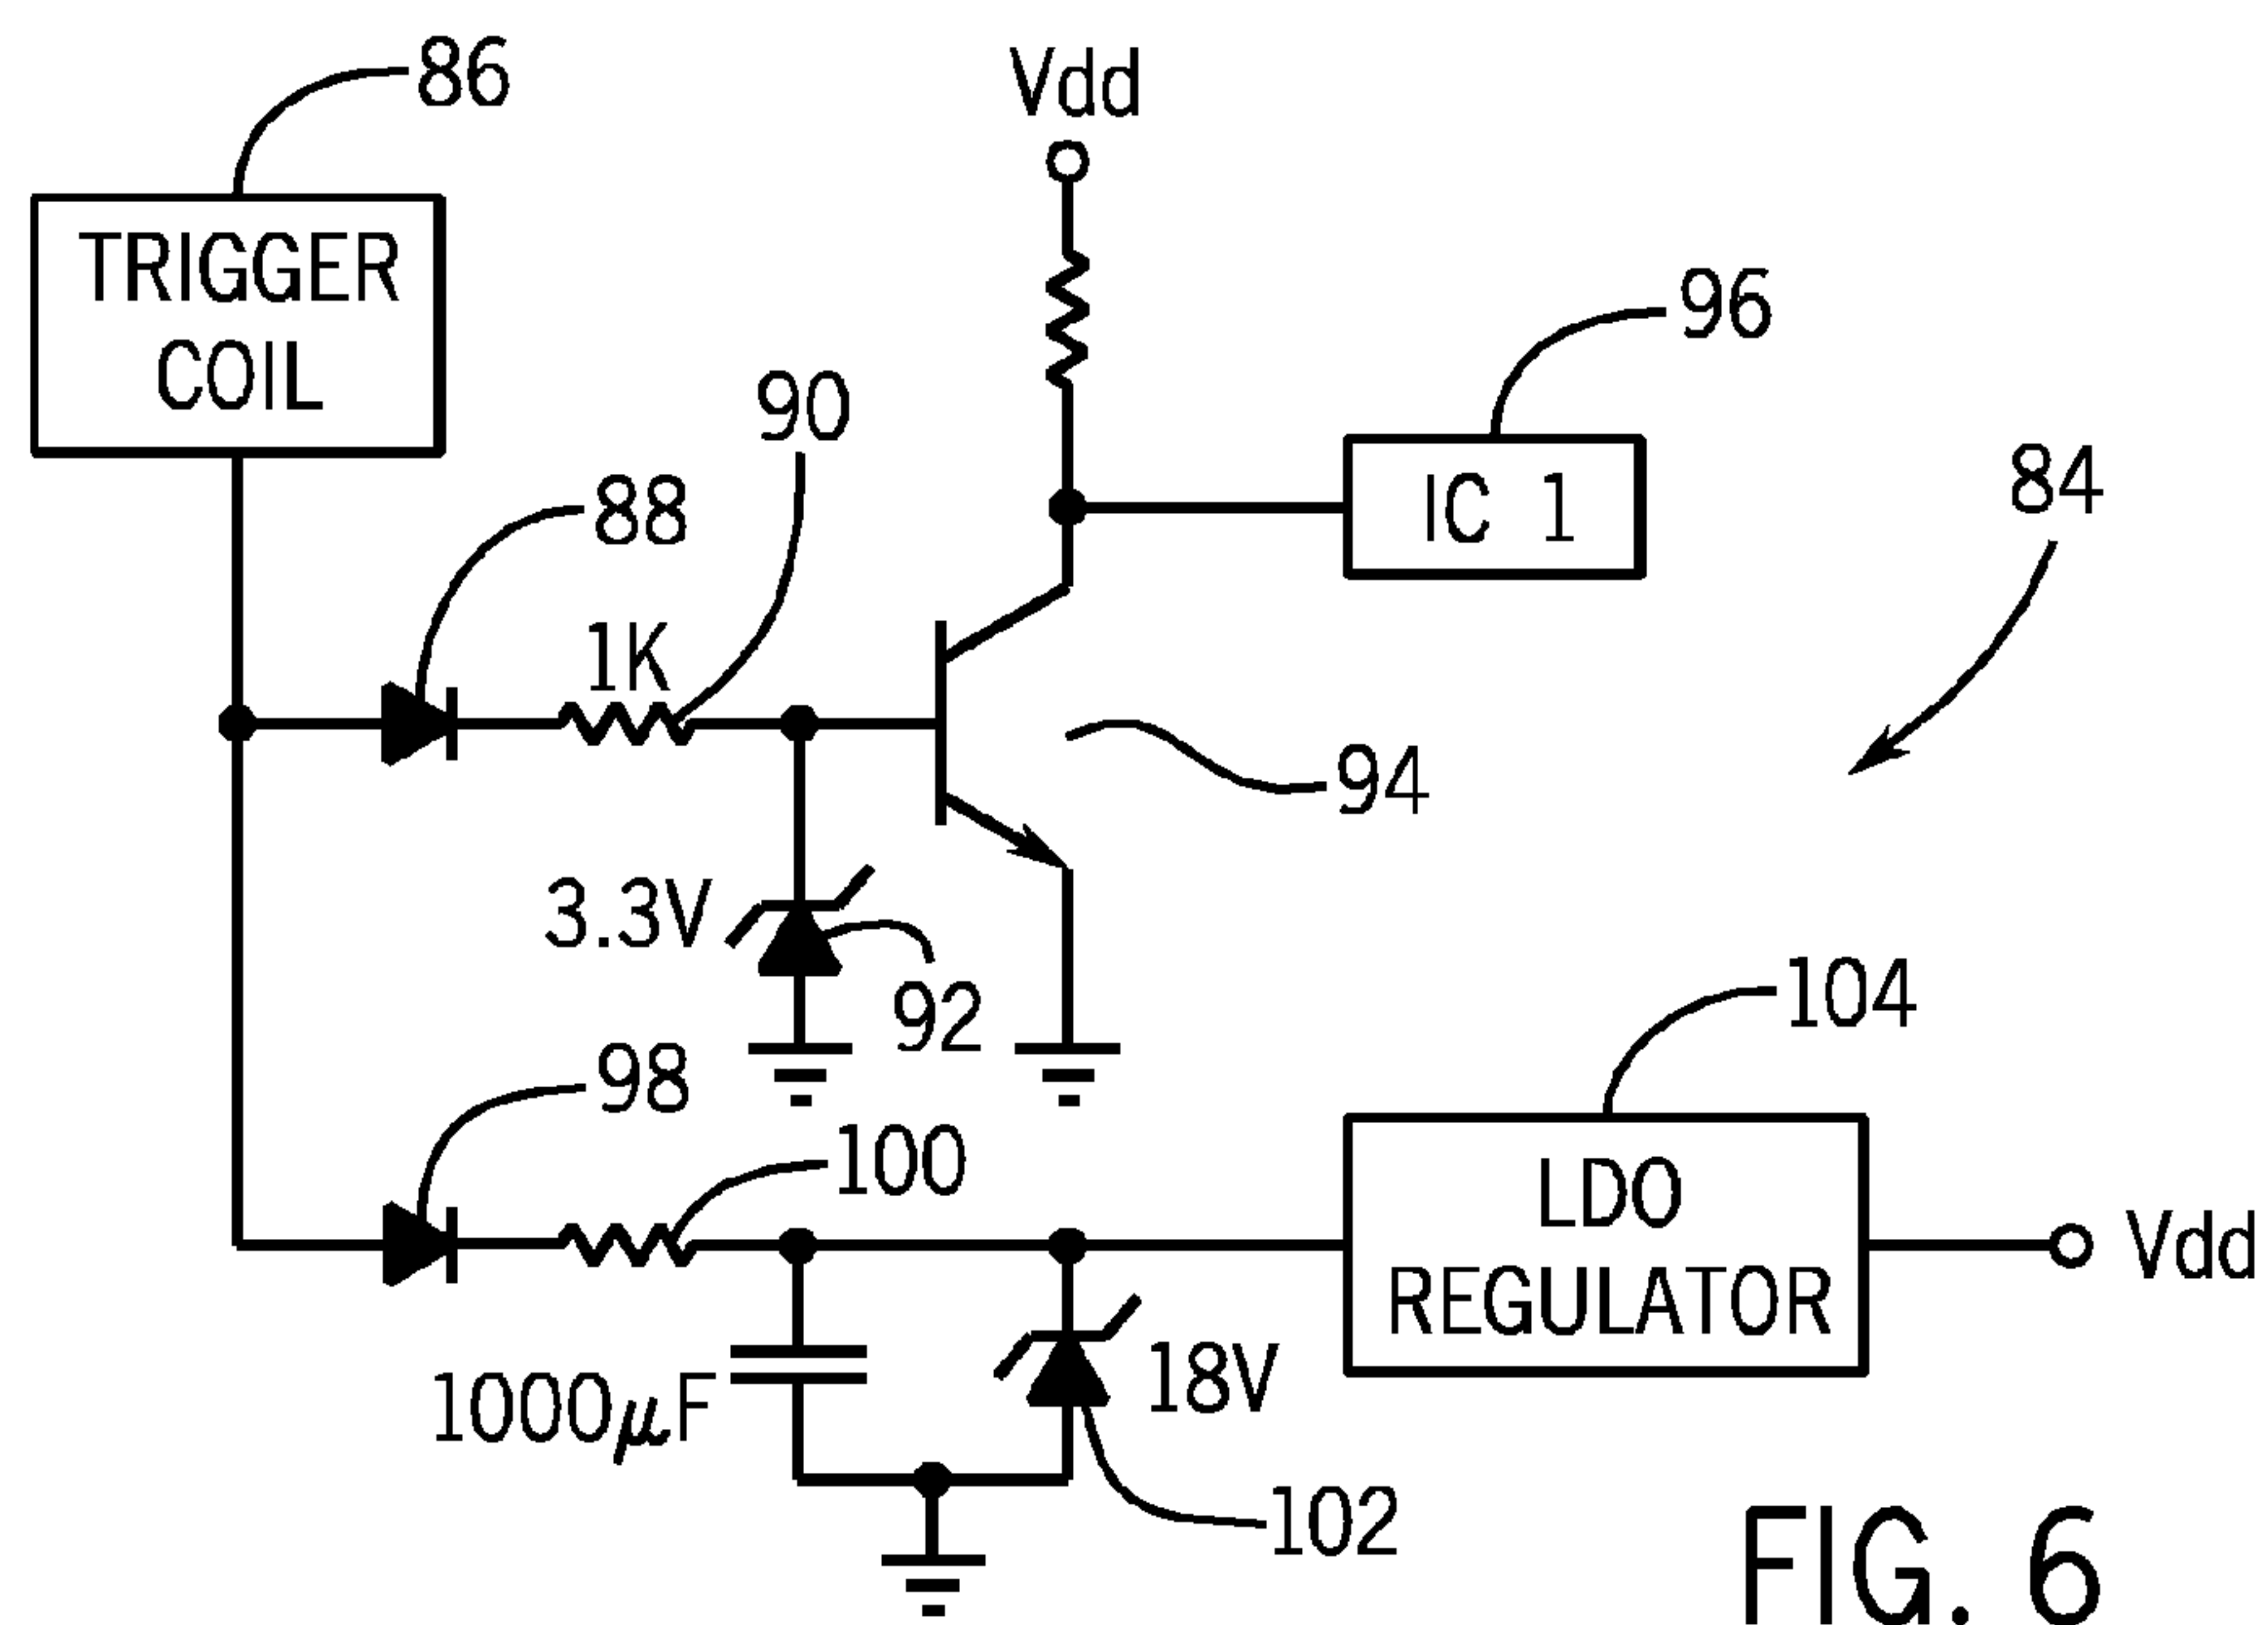 86
Vdd
TRIGGER
COIL
96
90
IC 1
84
88
1K
94
3.3V
92
104
98
100
LDO
REGULATOR
Vdd
18V
1000µF
102
FIG. 6